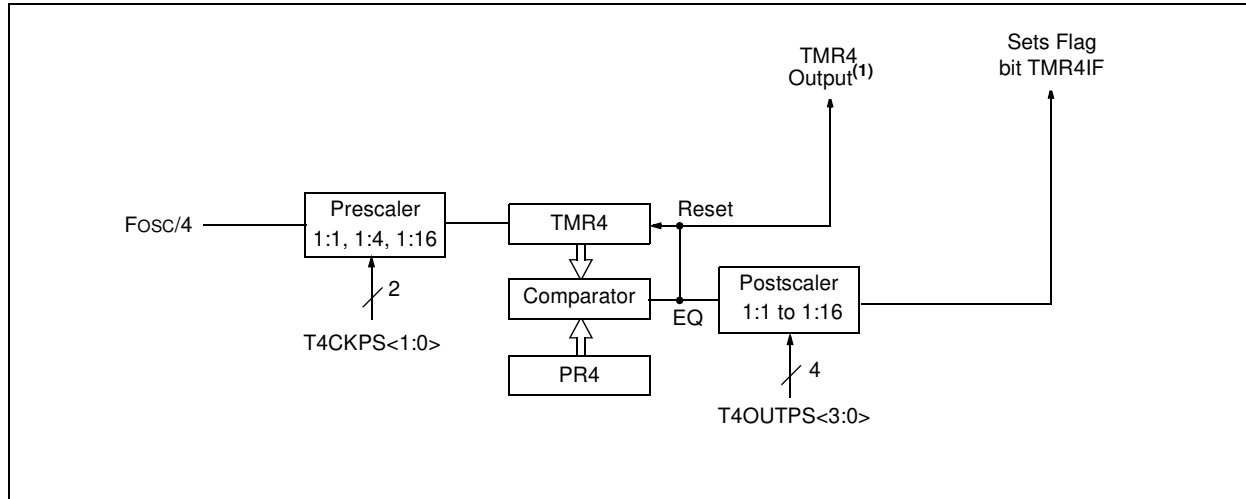 TMR4
Output(1)
Sets Flag
bit TMR4IF
FOSC/4
Prescaler
1:1, 1:4, 1:16
2
T4CKPS<1:0>
TMR4
Reset
Comparator
EQ
PR4
Postscaler
1:1 to 1:16
4
T4OUTPS<3:0>